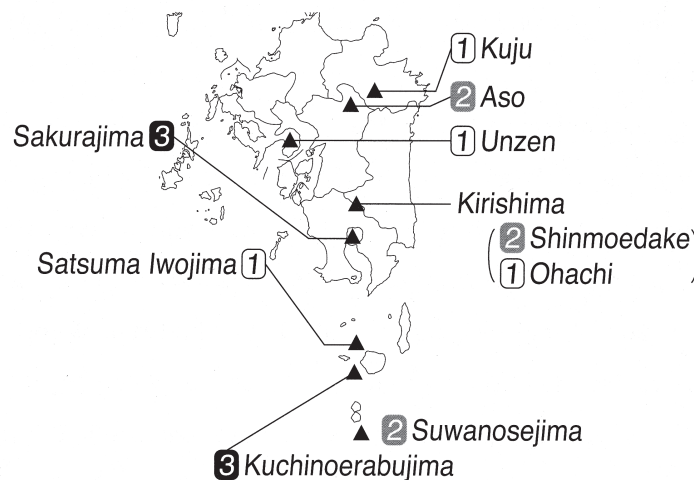 1 Kuju
2 Aso
Sakurajima 3
1 Unzen
Kirishima
( 2 Shinmoedake
1 Ohachi )
Satsuma Iwojima 1
2 Suwanosejima
3 Kuchinoerabujima